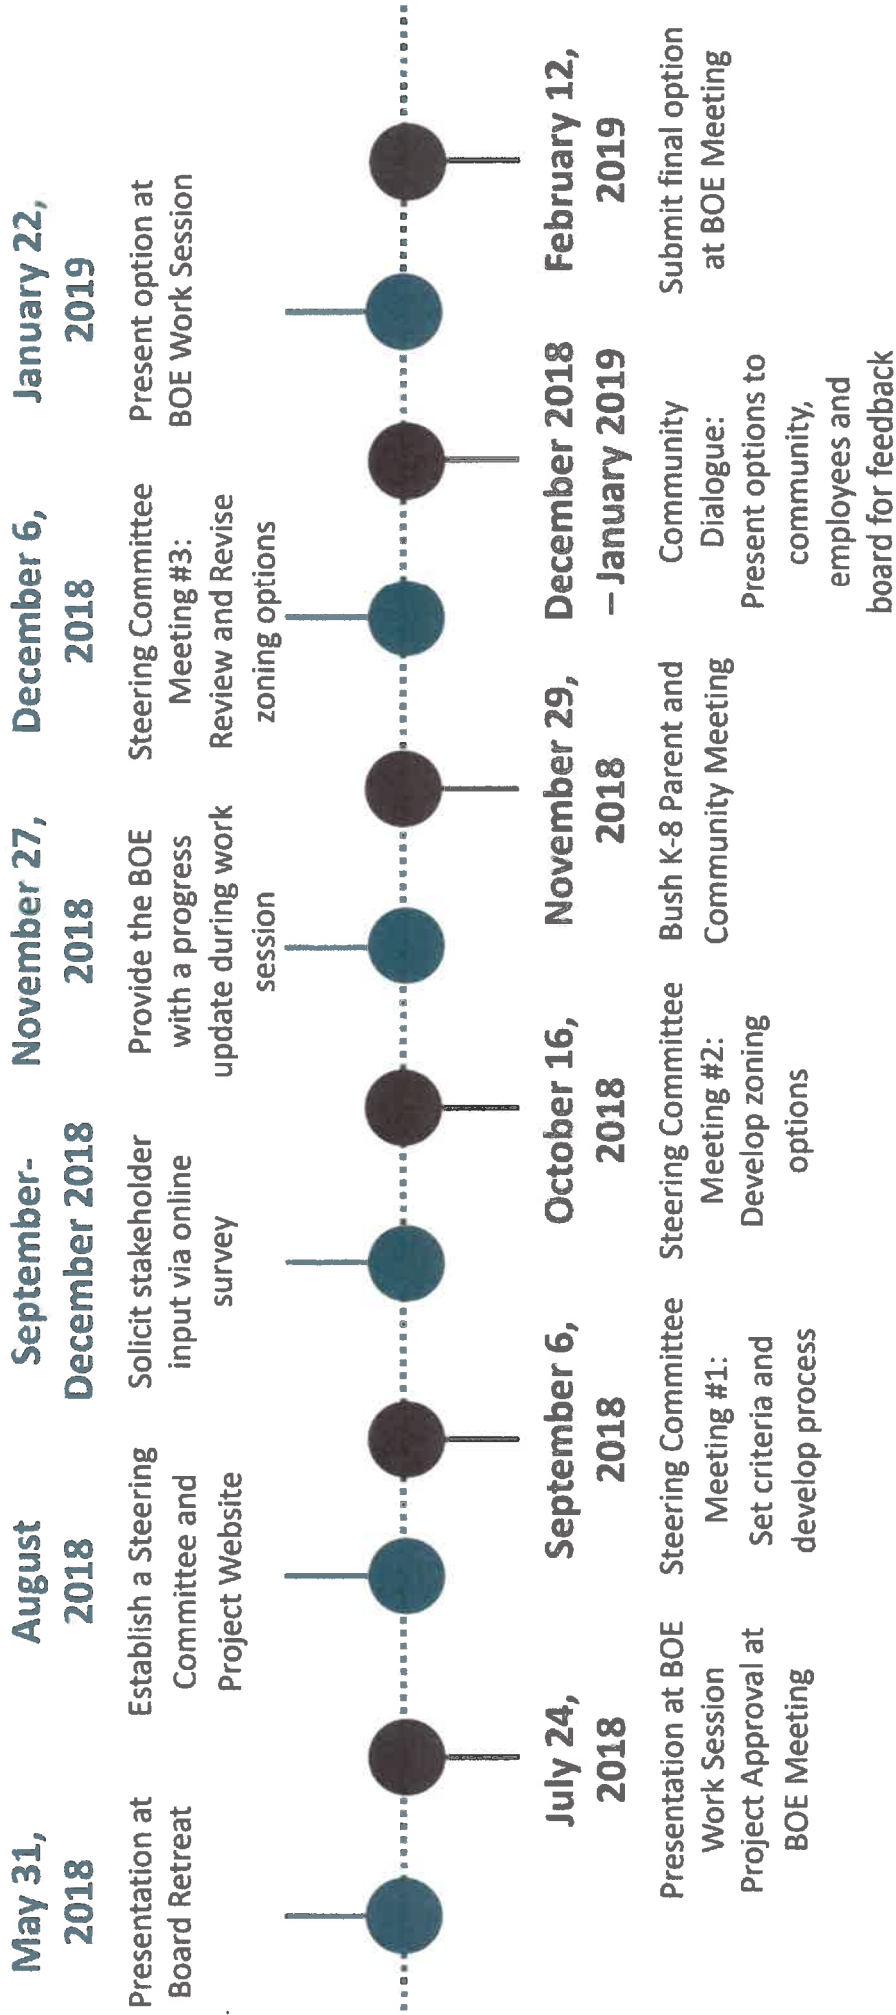 May 31,
2018
Presentation at
Board Retreat
July 24,
2018
Presentation at BOE
Work Session
Project Approval at
BOE Meeting
August
2018
Establish a Steering
Committee and
Project Website
September 6,
2018
Steering Committee
Meeting #1:
Set criteria and
develop process
September-
December 2018
Solicit stakeholder
input via online
survey
October 16,
2018
Steering Committee
Meeting #2:
Develop zoning
options
November 27,
2018
Provide the BOE
with a progress
update during work
session
November 29,
2018
Bush K-8 Parent and
Community Meeting
December 6,
2018
Steering Committee
Meeting #3:
Review and Revise
zoning options
December 2018
– January 2019
Community
Dialogue:
Present options to
community,
employees and
board for feedback
January 22,
2019
Present option at
BOE Work Session
February 12,
2019
Submit final option
at BOE Meeting